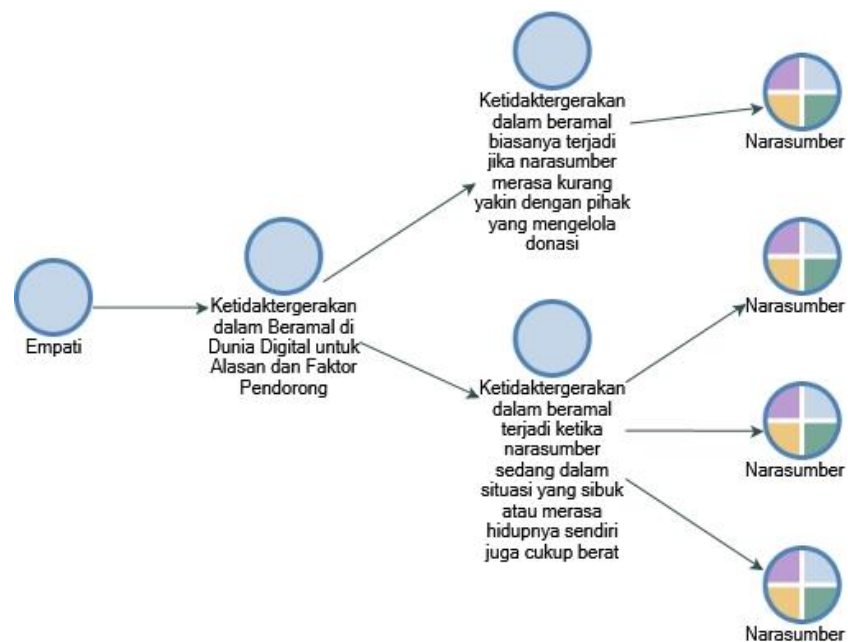 Empati
Ketidaktergerakan
dalam Beramal di
Dunia Digital untuk
Alasan dan Faktor
Pendorong
Ketidaktergerakan
dalam beramal
biasanya terjadi
jika narasumber
merasa kurang
yakin dengan pihak
yang mengelola
donasi
Ketidaktergerakan
dalam beramal
terjadi ketika
narasumber
sedang dalam
situasi yang sibuk
atau merasa
hidupnya sendiri
juga cukup berat
Narasumber
Narasumber
Narasumber
Narasumber